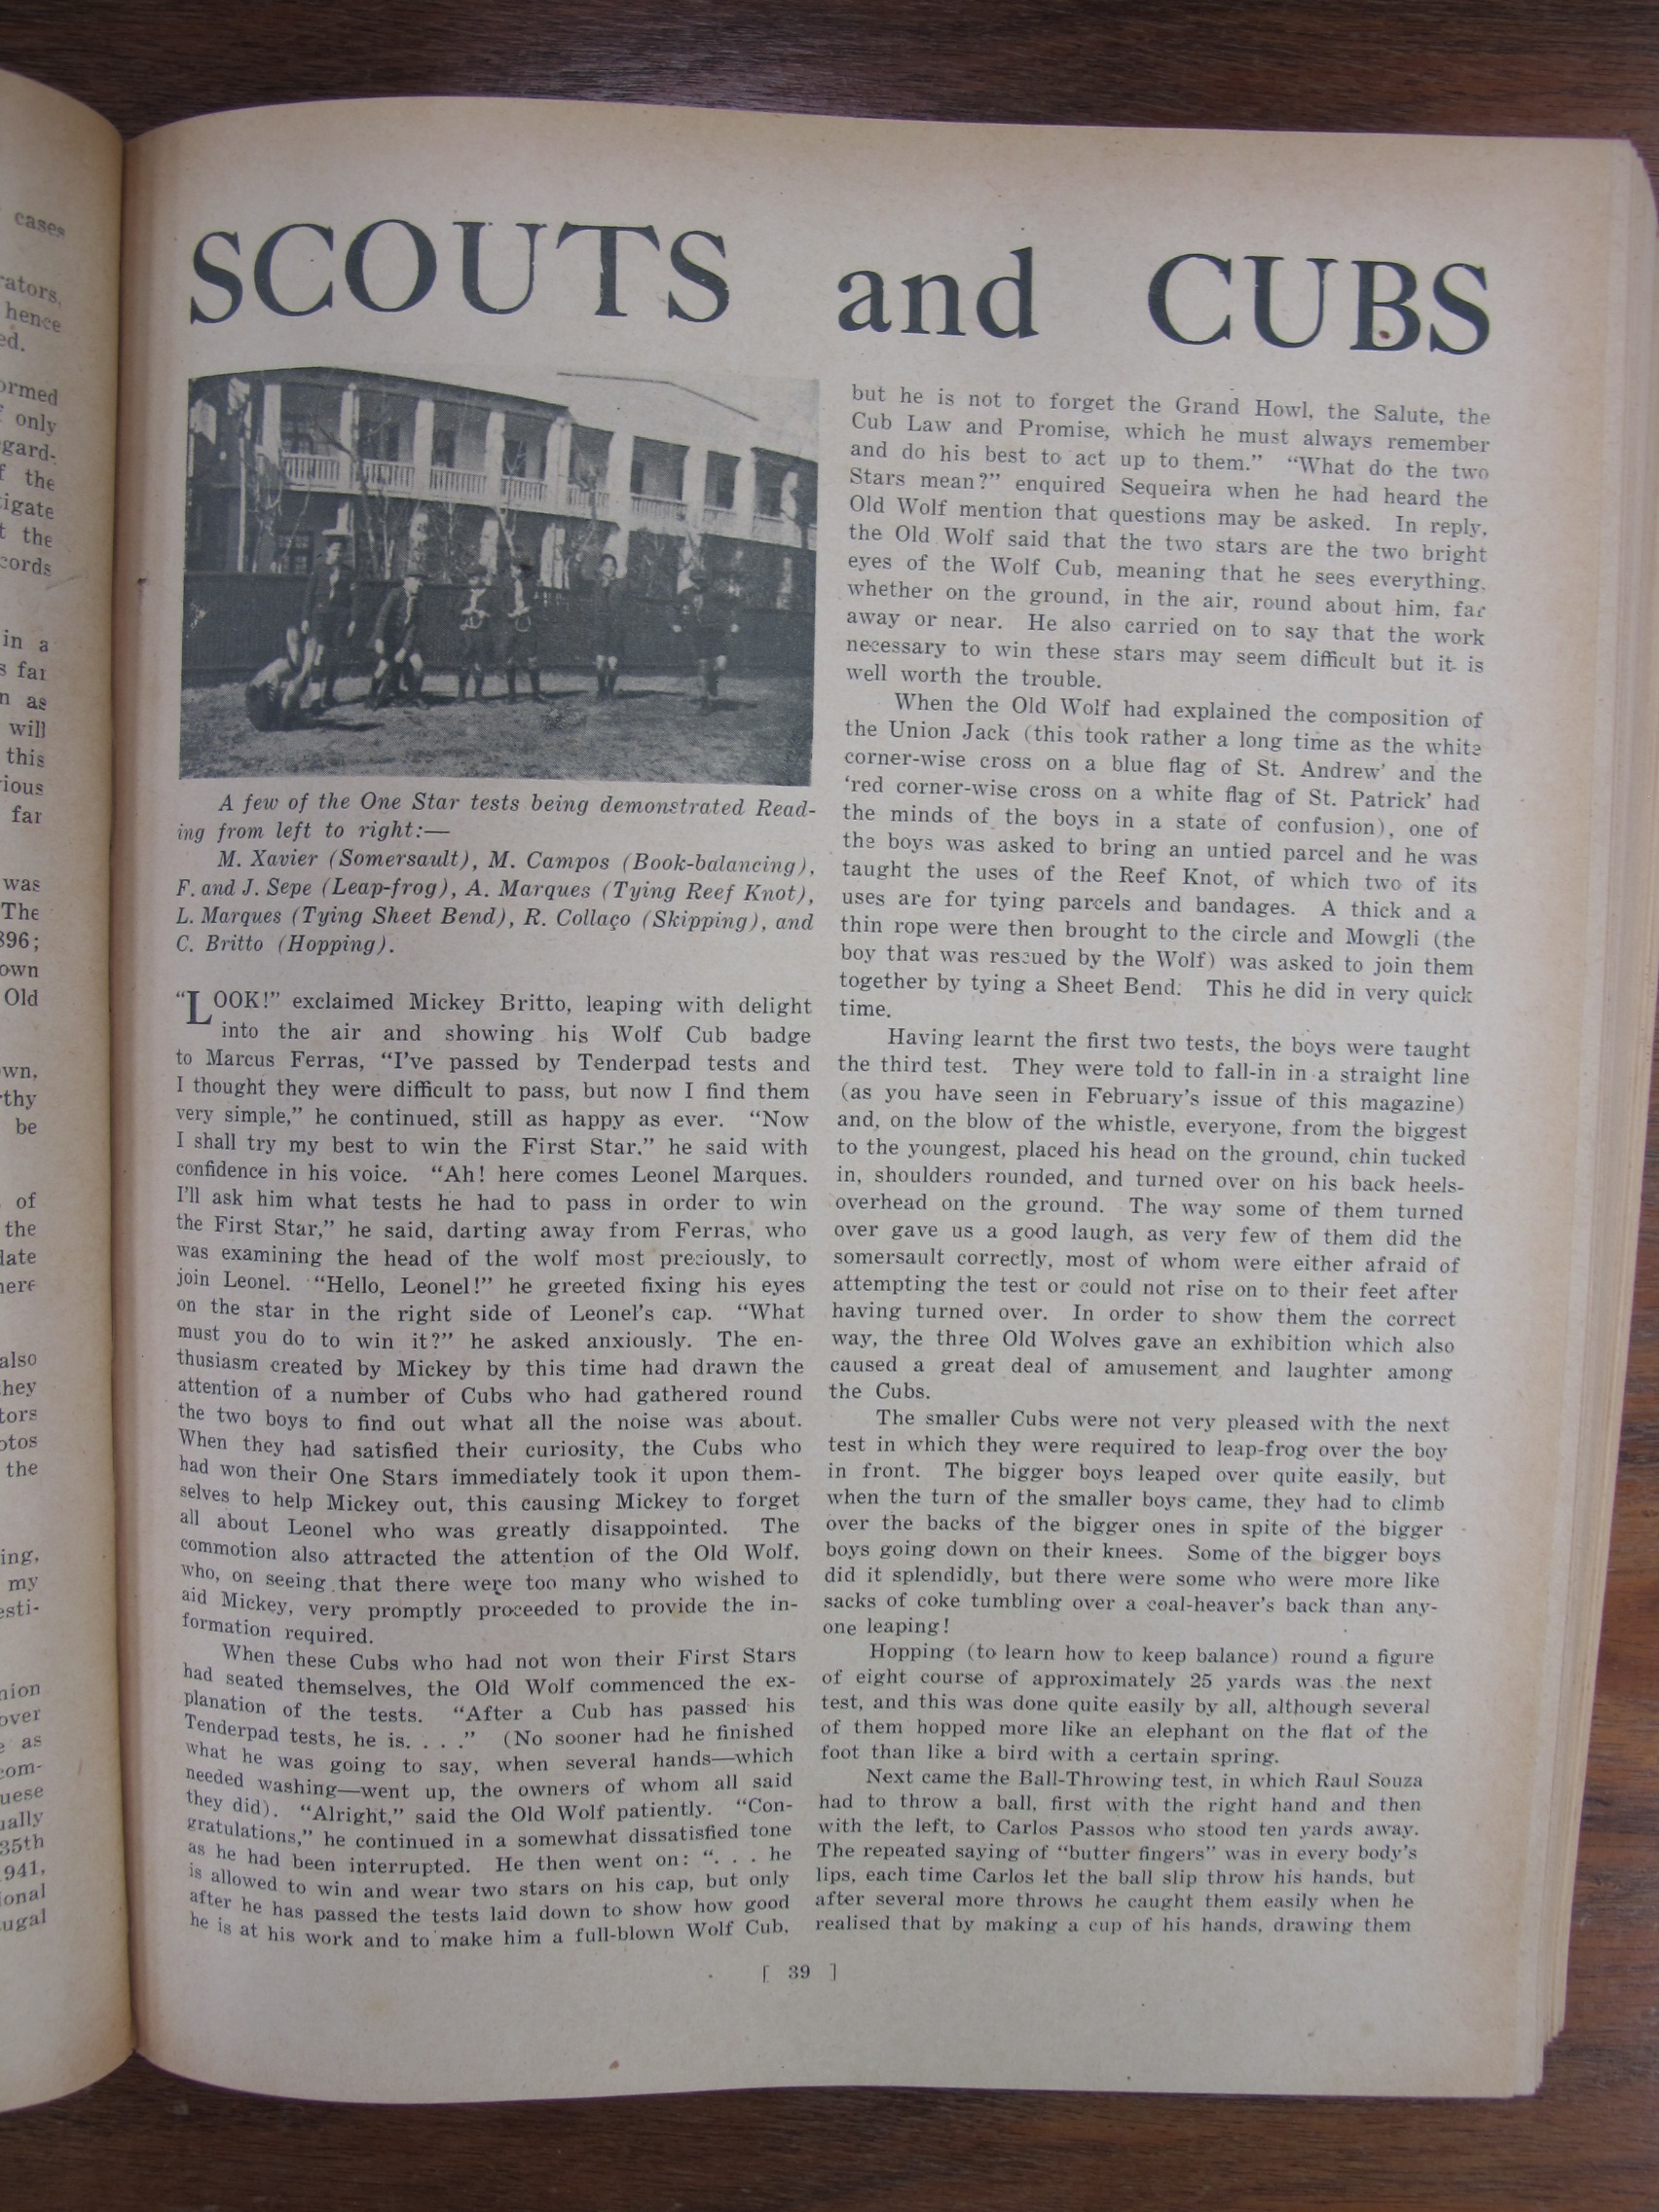 cases
rators,
hence
ed.
ormed
f only
gard-
f the
tigate
t the
cords
in a
s far
n as
will
this
rious
far
was
The
896;
own
Old
wn,
thy
be
of
the
late
here
also
they
tors
otos
the
ing,
my
esti-
nion
over
e as
com-
uese
ually
35th
1941,
ional
tugal
SCOUTS and CUBS
A few of the One Star tests being demonstrated Read-
ing from left to right:—
M. Xavier (Somersault), M. Campos (Book-balancing),
F. and J. Sepe (Leap-frog), A. Marques (Tying Reef Knot),
L. Marques (Tying Sheet Bend), R. Collaço (Skipping), and
C. Britto (Hopping).
“LOOK!” exclaimed Mickey Britto, leaping with delight
into the air and showing his Wolf Cub badge
to Marcus Ferras, “I’ve passed by Tenderpad tests and
I thought they were difficult to pass, but now I find them
very simple,” he continued, still as happy as ever. “Now
I shall try my best to win the First Star.” he said with
confidence in his voice. “Ah! here comes Leonel Marques.
I’ll ask him what tests he had to pass in order to win
the First Star,” he said, darting away from Ferras, who
was examining the head of the wolf most preciously, to
join Leonel. “Hello, Leonel!” he greeted fixing his eyes
on the star in the right side of Leonel’s cap. “What
must you do to win it?” he asked anxiously. The en-
thusiasm created by Mickey by this time had drawn the
attention of a number of Cubs who had gathered round
the two boys to find out what all the noise was about.
When they had satisfied their curiosity, the Cubs who
had won their One Stars immediately took it upon them-
selves to help Mickey out, this causing Mickey to forget
all about Leonel who was greatly disappointed. The
commotion also attracted the attention of the Old Wolf,
who, on seeing that there were too many who wished to
aid Mickey, very promptly proceeded to provide the in-
formation required.
When these Cubs who had not won their First Stars
had seated themselves, the Old Wolf commenced the ex-
planation of the tests. “After a Cub has passed his
Tenderpad tests, he is. . . .” (No sooner had he finished
what he was going to say, when several hands—which
needed washing—went up, the owners of whom all said
they did). “Alright,” said the Old Wolf patiently. “Con-
gratulations,” he continued in a somewhat dissatisfied tone
as he had been interrupted. He then went on: “. . . he
is allowed to win and wear two stars on his cap, but only
after he has passed the tests laid down to show how good
he is at his work and to make him a full-blown Wolf Cub,
but he is not to forget the Grand Howl, the Salute, the
Cub Law and Promise, which he must always remember
and do his best to act up to them.” “What do the two
Stars mean?” enquired Sequeira when he had heard the
Old Wolf mention that questions may be asked. In reply,
the Old Wolf said that the two stars are the two bright
eyes of the Wolf Cub, meaning that he sees everything,
whether on the ground, in the air, round about him, far
away or near. He also carried on to say that the work
necessary to win these stars may seem difficult but it is
well worth the trouble.
When the Old Wolf had explained the composition of
the Union Jack (this took rather a long time as the white
corner-wise cross on a blue flag of St. Andrew’ and the
‘red corner-wise cross on a white flag of St. Patrick’ had
the minds of the boys in a state of confusion), one of
the boys was asked to bring an untied parcel and he was
taught the uses of the Reef Knot, of which two of its
uses are for tying parcels and bandages. A thick and a
thin rope were then brought to the circle and Mowgli (the
boy that was rescued by the Wolf) was asked to join them
together by tying a Sheet Bend. This he did in very quick
time.
Having learnt the first two tests, the boys were taught
the third test. They were told to fall-in in a straight line
(as you have seen in February’s issue of this magazine)
and, on the blow of the whistle, everyone, from the biggest
to the youngest, placed his head on the ground, chin tucked
in, shoulders rounded, and turned over on his back heels-
overhead on the ground. The way some of them turned
over gave us a good laugh, as very few of them did the
somersault correctly, most of whom were either afraid of
attempting the test or could not rise on to their feet after
having turned over. In order to show them the correct
way, the three Old Wolves gave an exhibition which also
caused a great deal of amusement and laughter among
the Cubs.
The smaller Cubs were not very pleased with the next
test in which they were required to leap-frog over the boy
in front. The bigger boys leaped over quite easily, but
when the turn of the smaller boys came, they had to climb
over the backs of the bigger ones in spite of the bigger
boys going down on their knees. Some of the bigger boys
did it splendidly, but there were some who were more like
sacks of coke tumbling over a coal-heaver’s back than any-
one leaping!
Hopping (to learn how to keep balance) round a figure
of eight course of approximately 25 yards was the next
test, and this was done quite easily by all, although several
of them hopped more like an elephant on the flat of the
foot than like a bird with a certain spring.
Next came the Ball-Throwing test, in which Raul Souza
had to throw a ball, first with the right hand and then
with the left, to Carlos Passos who stood ten yards away.
The repeated saying of “butter fingers” was in every body’s
lips, each time Carlos let the ball slip throw his hands, but
after several more throws he caught them easily when he
realised that by making a cup of his hands, drawing them
[ 39 ]